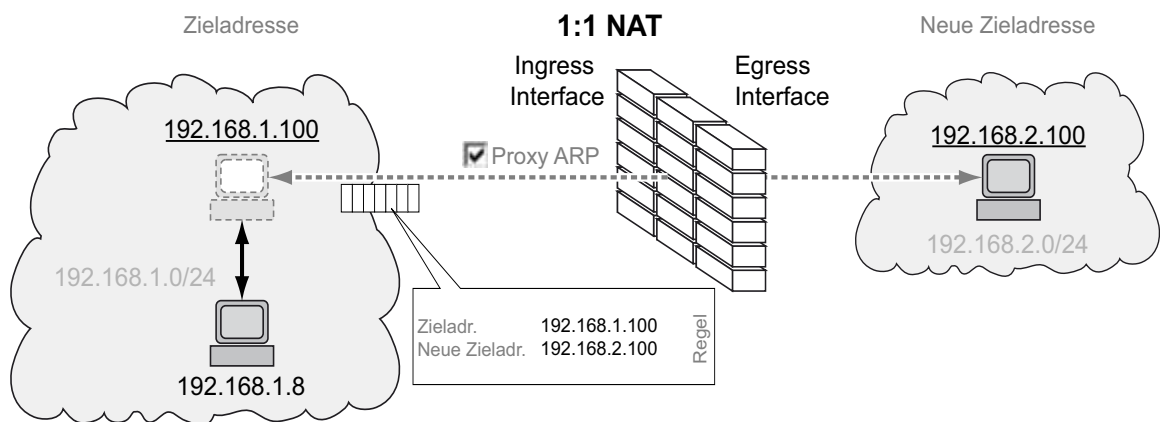 Zieladresse
1:1 NAT
Neue Zieladresse
Ingress
Interface
Egress
Interface
192.168.1.100
Proxy ARP
192.168.2.100
192.168.1.0/24
192.168.2.0/24
Zieladr. 192.168.1.100
Neue Zieladr. 192.168.2.100
Regel
192.168.1.8